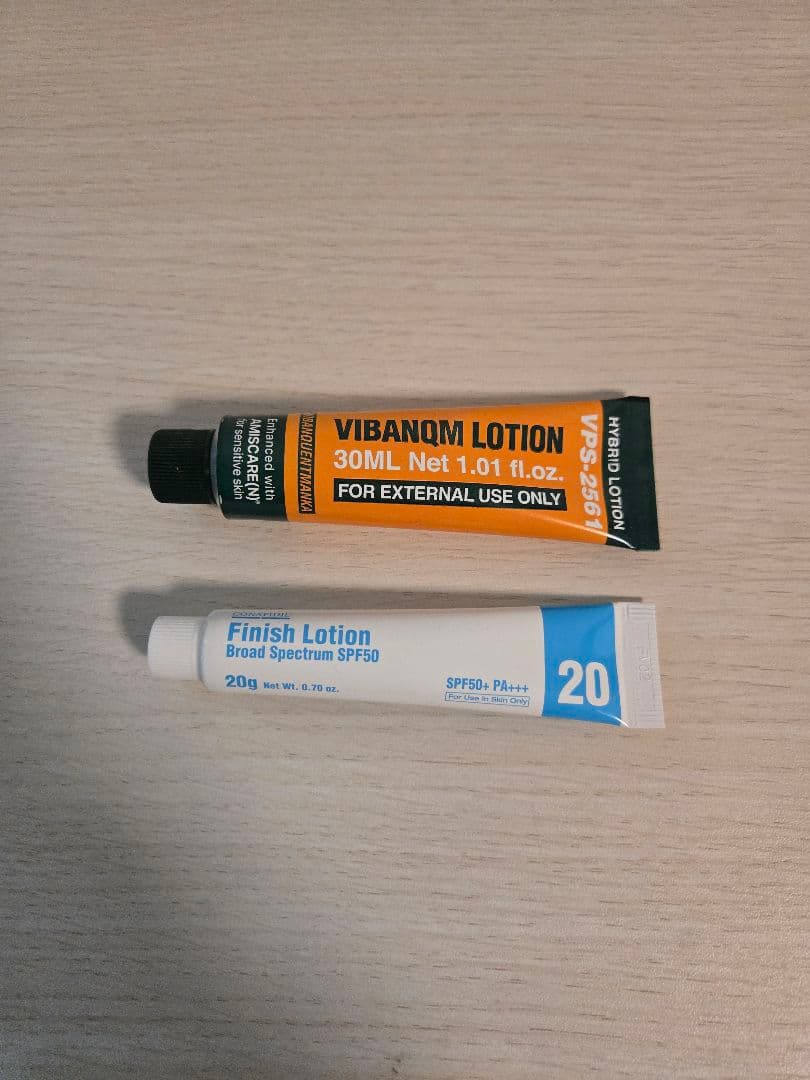 Enhanced with
AMISCARE(N)®
for sensitive skin
VIBANQM LOTION
30ML Net 1.01 fl.oz.
FOR EXTERNAL USE ONLY
VPS-2561
HYBRID LOTION
Finish Lotion
Broad Spectrum SPF50
20g Net Wt. 0.70 oz.
SPF50+ PA+++
For Use in Skin Only
20